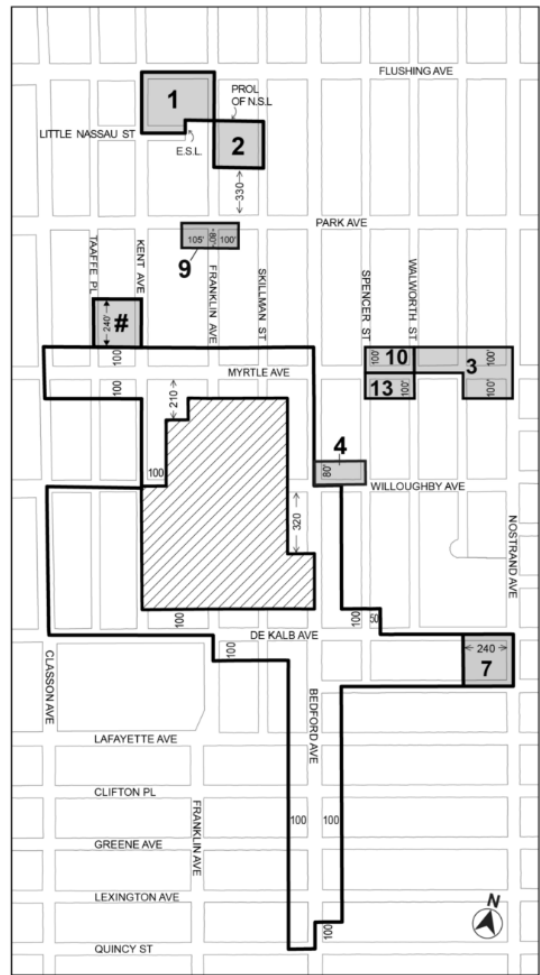 FLUSHING AVE
1
PROL
OF N.S.L
LITTLE NASSAU ST
E.S.L.
2
330
PARK AVE
105'
80'
100'
9
TAAFFE PL
KENT AVE
FRANKLIN AVE
SKILLMAN ST
SPENCER ST
WALWORTH ST
240'
#
100
100'
10
100'
3
MYRTLE AVE
100
210
13
100'
100'
4
80'
100
WILLOUGHBY AVE
320
NOSTRAND AVE
100
100
50
DE KALB AVE
100
240
7
CLASSON AVE
BEDFORD AVE
LAFAYETTE AVE
CLIFTON PL
FRANKLIN AVE
100
100
GREENE AVE
LEXINGTON AVE
N
100
QUINCY ST